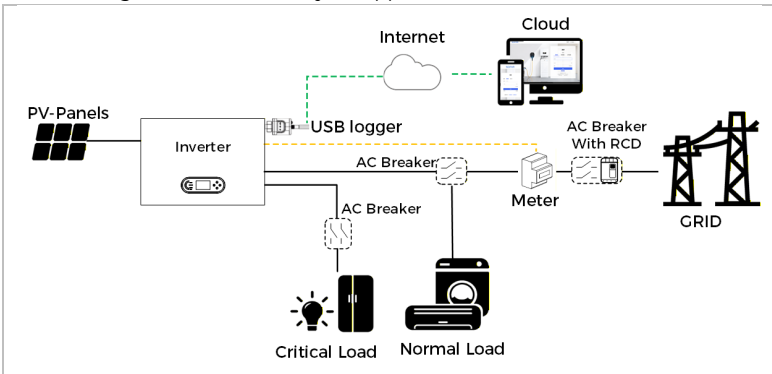 Internet
Cloud
PV-Panels
USB logger
Inverter
AC Breaker
With RCD
AC Breaker
Meter
GRID
AC Breaker
Critical Load
Normal Load